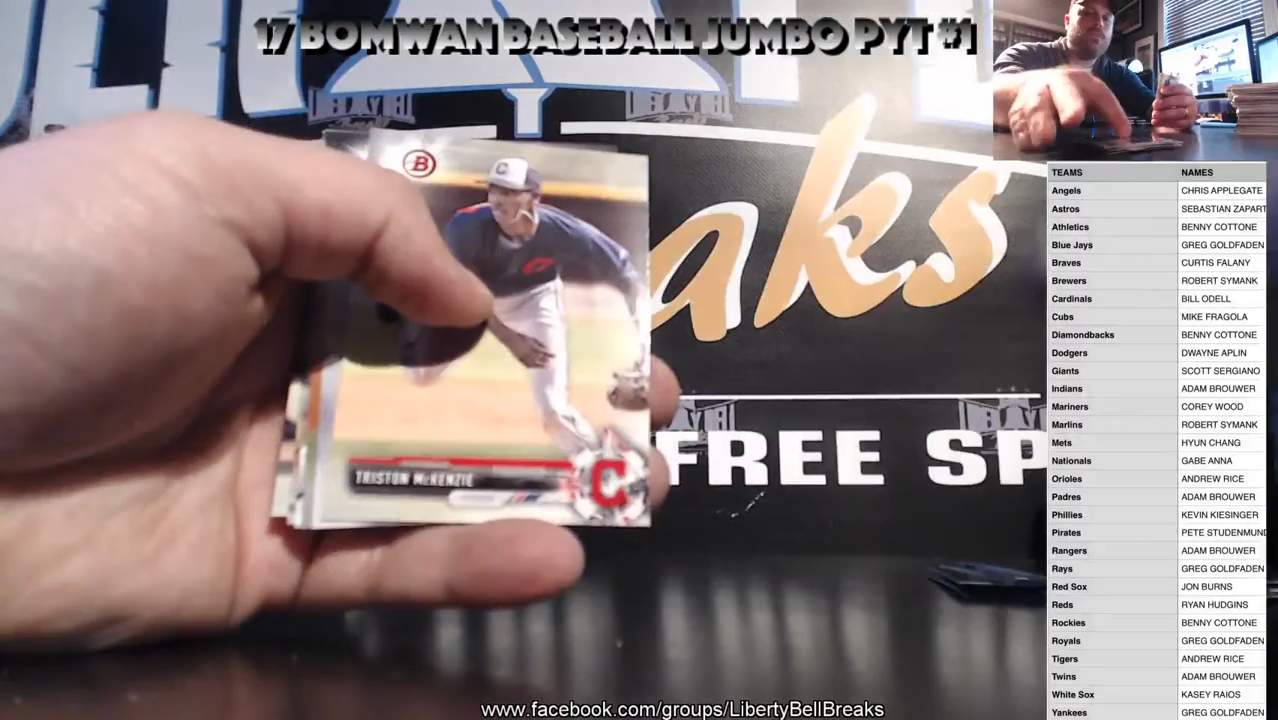 17 BOMWAN BASEBALL JUMBO PYT #1
B
C
aks
TRISTON McKENZIE
C
FREE SP
TEAMS NAMES
Angels CHRIS APPLEGATE
Astros SEBASTIAN ZAPART
Athletics BENNY COTTONE
Blue Jays GREG GOLDFADEN
Braves CURTIS FALANY
Brewers ROBERT SYMANK
Cardinals BILL ODELL
Cubs MIKE FRAGOLA
Diamondbacks BENNY COTTONE
Dodgers DWAYNE APLIN
Giants SCOTT SERGIANO
Indians ADAM BROUWER
Mariners COREY WOOD
Marlins ROBERT SYMANK
Mets HYUN CHANG
Nationals GABE ANNA
Orioles ANDREW RICE
Padres ADAM BROUWER
Phillies KEVIN KIESINGER
Pirates PETE STUDENMUND
Rangers ADAM BROUWER
Rays GREG GOLDFADEN
Red Sox JON BURNS
Reds RYAN HUDGINS
Rockies BENNY COTTONE
Royals GREG GOLDFADEN
Tigers ANDREW RICE
Twins ADAM BROUWER
White Sox KASEY RAIOS
Yankees GREG GOLDFADEN
www.facebook.com/groups/LibertyBellBreaks